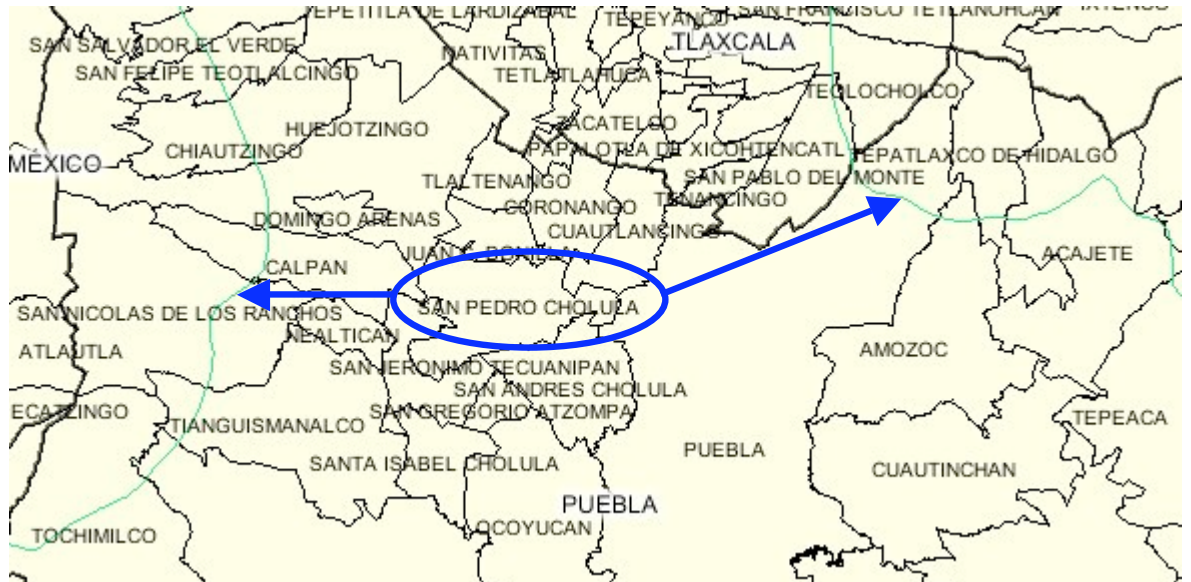 TEPETITLA DE LARDIZABAL
TEPEYANCO
SAN FRANCISCO TETLANOHCAN
IXTENCO
SAN SALVADOR EL VERDE
NATIVITAS
TLAXCALA
SAN FELIPE TEOTLALCINGO
TETLATLAHUCA
TEOLOCHOLCO
HUEJOTZINGO
ZACATELCO
CHIAUTZINGO
PAPALOTLA DE XICOHTENCATL
TEPATLAXCO DE HIDALGO
MÉXICO
TLALTENANGO
SAN PABLO DEL MONTE
TENANCINGO
DOMINGO ARENAS
CORONANGO
CUAUTLANCINGO
JUAN C. BONILLA
ACAJETE
CALPAN
SAN NICOLAS DE LOS RANCHOS
SAN PEDRO CHOLULA
NEALTICAN
ATLAUTLA
AMOZOC
SAN JERONIMO TECUANIPAN
SAN ANDRES CHOLULA
ECATZINGO
SAN GREGORIO ATZOMPA
TEPEACA
TIANGUISMANALCO
PUEBLA
SANTA ISABEL CHOLULA
CUAUTINCHAN
PUEBLA
OCOYUCAN
TOCHIMILCO